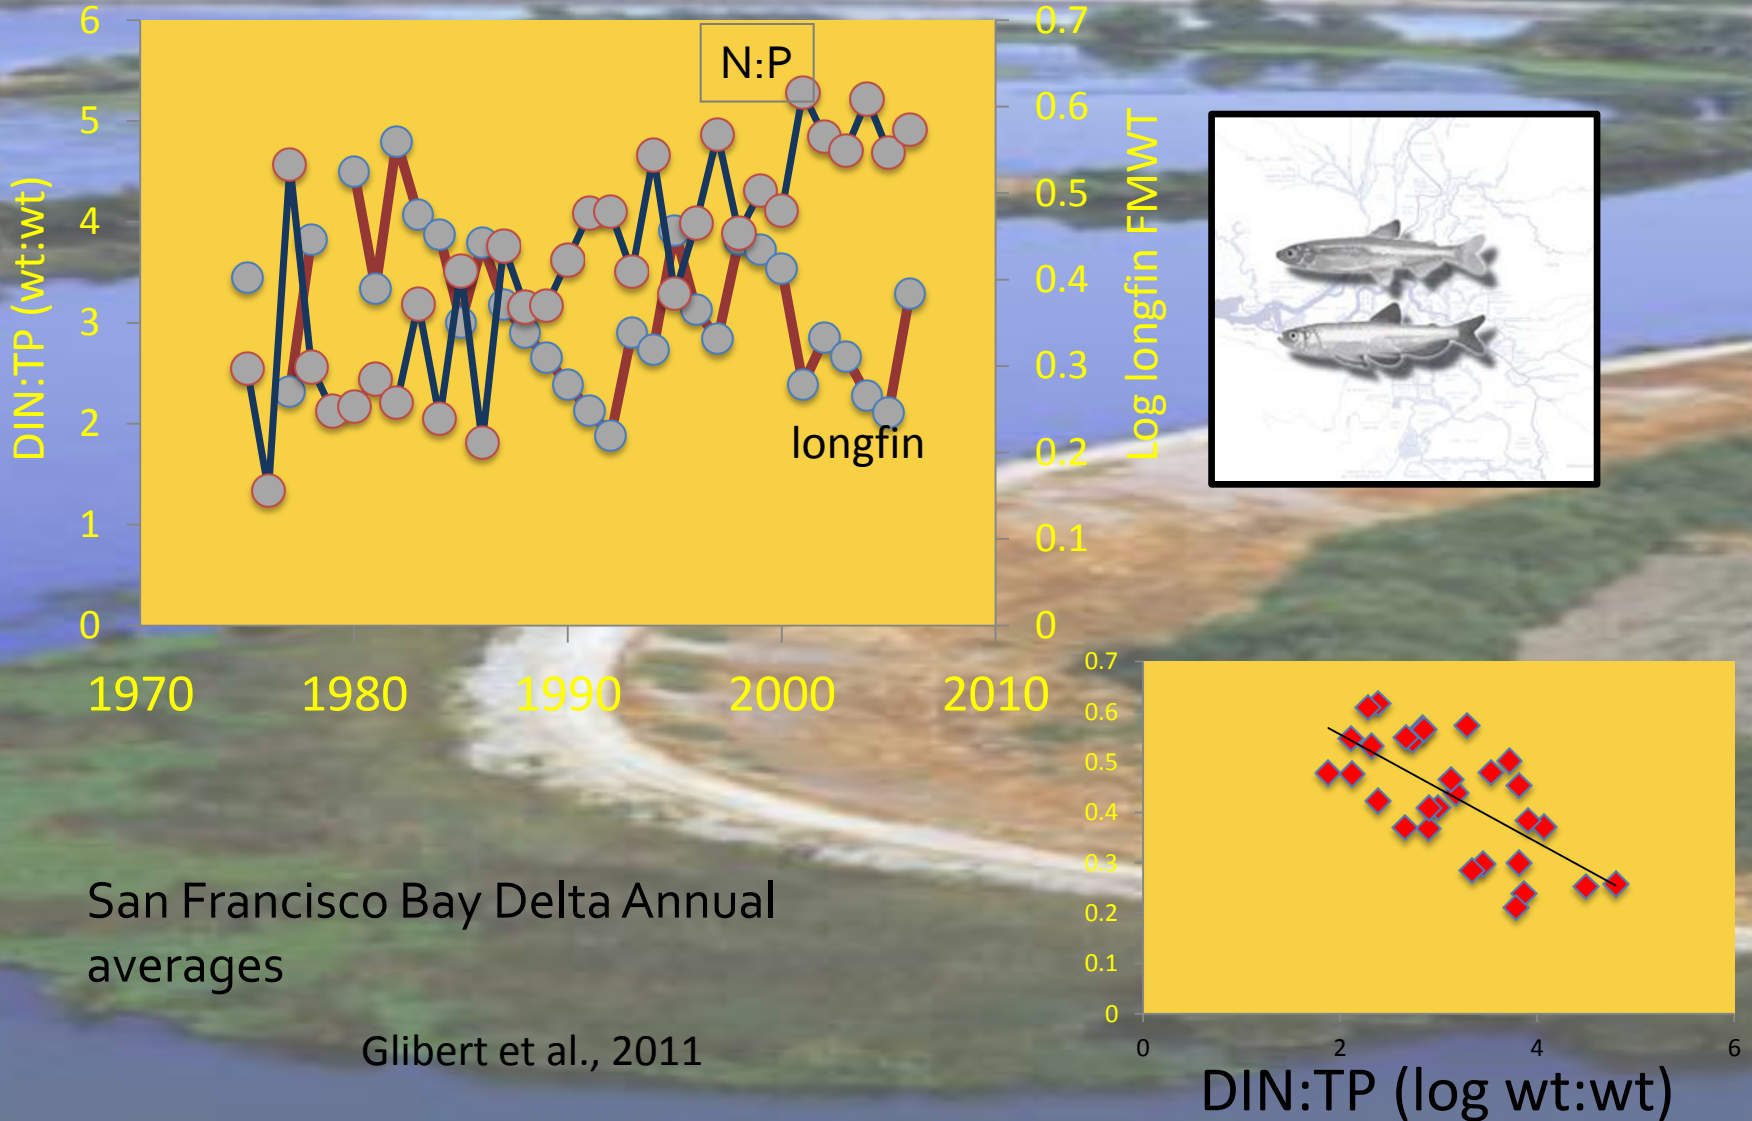 6
5
4
3
2
1
0
DIN:TP (wt:wt)
N:P
longfin
0.7
0.6
0.5
0.4
0.3
0.2
0.1
0
Log longfin FMWT
1970 1980 1990 2000 2010
0.7
0.6
0.5
0.4
0.3
0.2
0.1
0
0 2 4 6
DIN:TP (log wt:wt)
San Francisco Bay Delta Annual
averages
Glibert et al., 2011